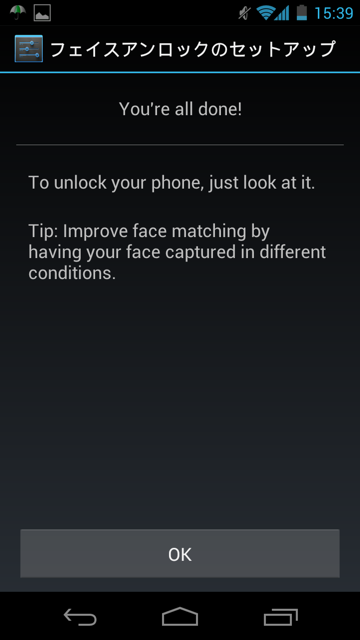 15:39
フェイスアンロックのセットアップ
You're all done!
To unlock your phone, just look at it.
Tip: Improve face matching by
having your face captured in different
conditions.
OK